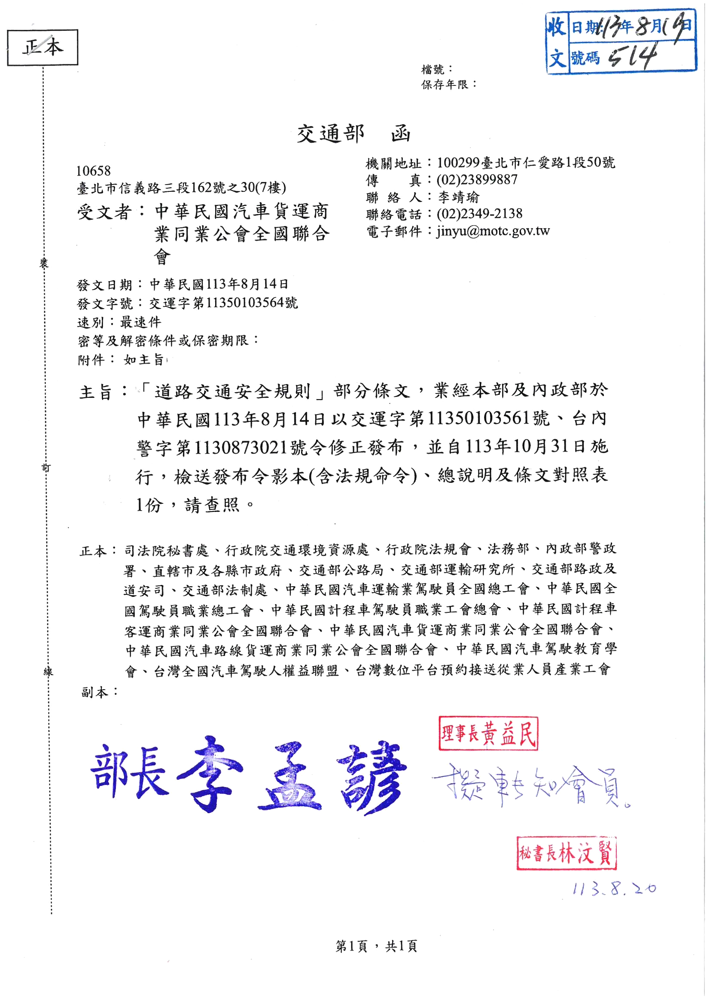 正本
收文
日期:113年8月19日
號碼 514
檔號：
保存年限：
交通部　函
10658
臺北市信義路三段162號之30(7樓)
受文者：中華民國汽車貨運商
業同業公會全國聯合
會
機關地址：100299臺北市仁愛路1段50號
傳　　真：(02)23899887
聯 絡 人：李靖瑜
聯絡電話：(02)2349-2138
電子郵件：jinyu@motc.gov.tw
發文日期：中華民國113年8月14日
發文字號：交運字第11350103564號
速別：最速件
密等及解密條件或保密期限：
附件：如主旨
主旨：「道路交通安全規則」部分條文，業經本部及內政部於
中華民國113年8月14日以交運字第11350103561號、台內
警字第1130873021號令修正發布，並自113年10月31日施
行，檢送發布令影本(含法規命令)、總說明及條文對照表
1份，請查照。
正本：司法院秘書處、行政院交通環境資源處、行政院法規會、法務部、內政部警政
署、直轄市及各縣市政府、交通部公路局、交通部運輸研究所、交通部路政及
道安司、交通部法制處、中華民國汽車運輸業駕駛員全國總工會、中華民國全
國駕駛員職業總工會、中華民國計程車駕駛員職業工會總會、中華民國計程車
客運商業同業公會全國聯合會、中華民國汽車貨運商業同業公會全國聯合會、
中華民國汽車路線貨運商業同業公會全國聯合會、中華民國汽車駕駛教育學
會、台灣全國汽車駕駛人權益聯盟、台灣數位平台預約接送從業人員產業工會
副本：
裝
訂
線
部長李孟諺
理事長黃益民
擬轉知會員。
秘書長林汶賢
113.8.20
第1頁，共1頁